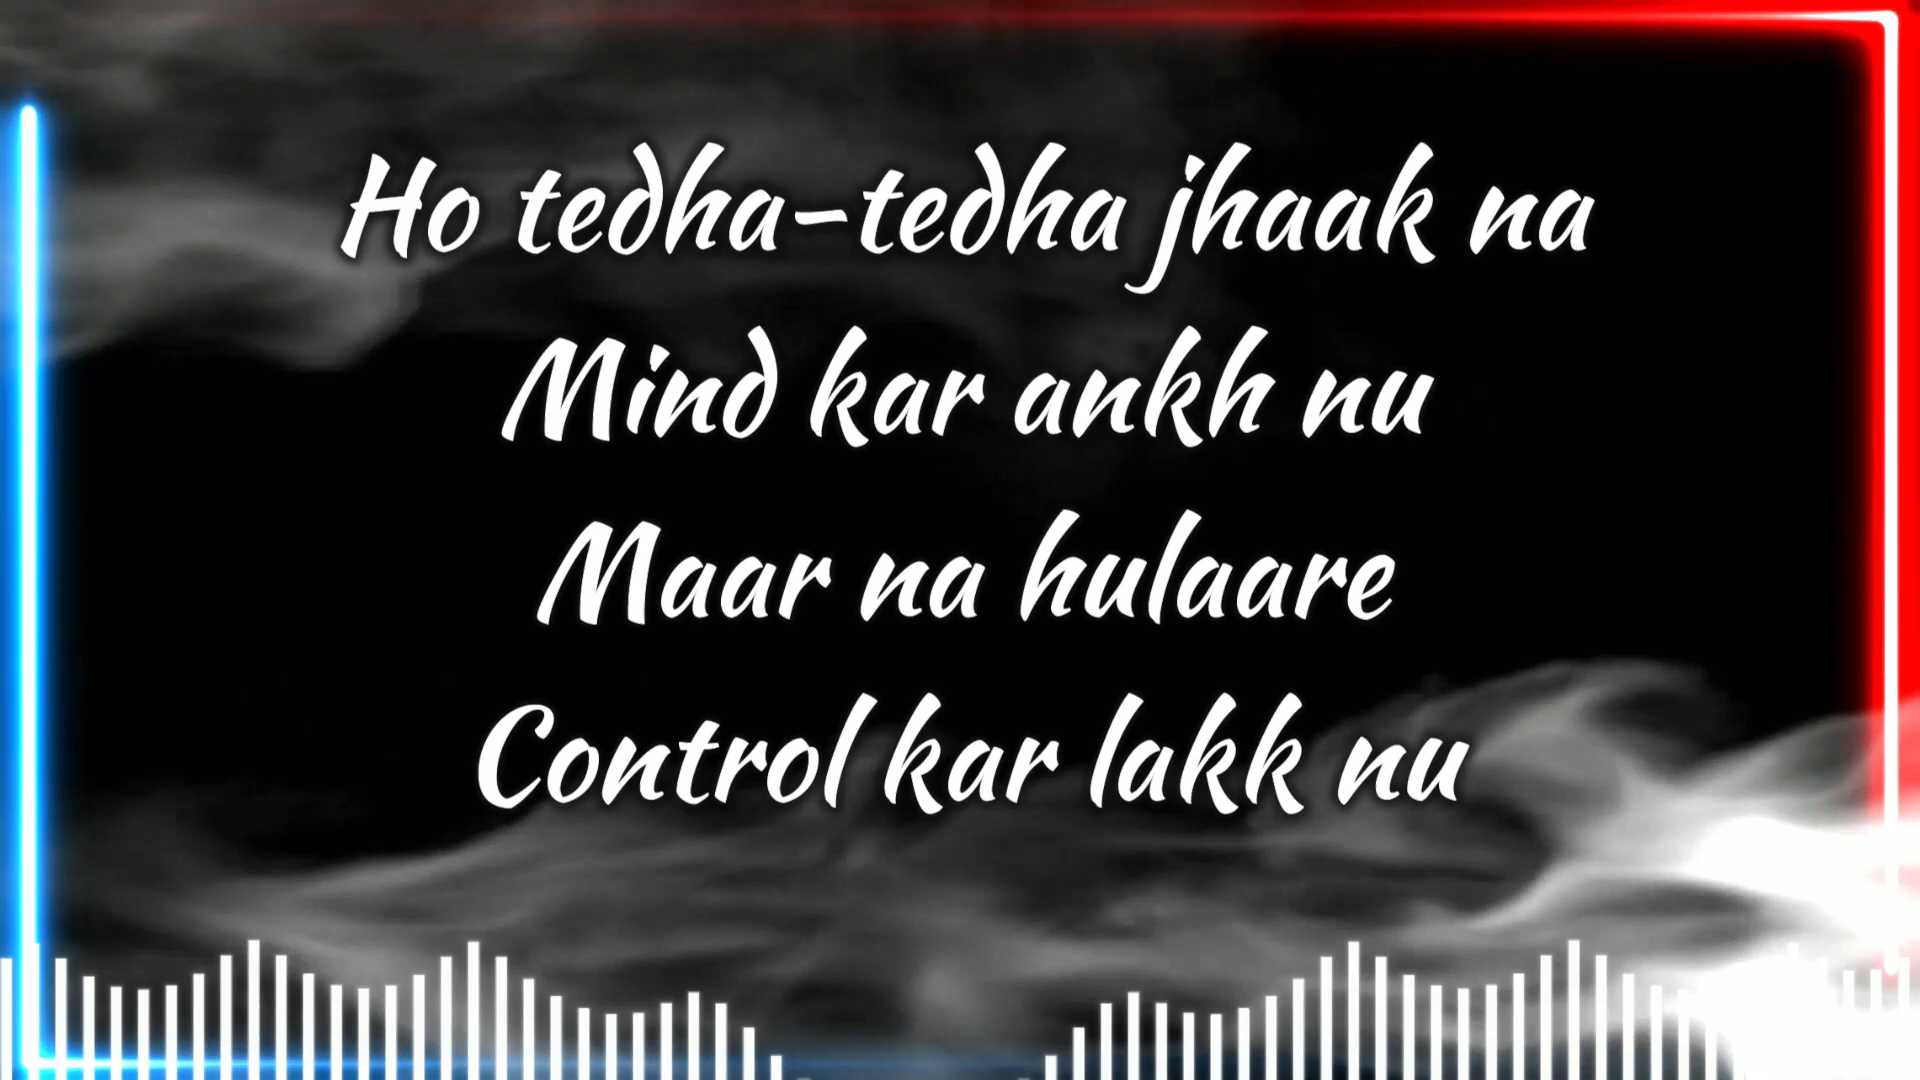 Ho tedha-tedha jhaak na
Mind kar ankh nu
Maar na hulaare
Control kar lakk nu